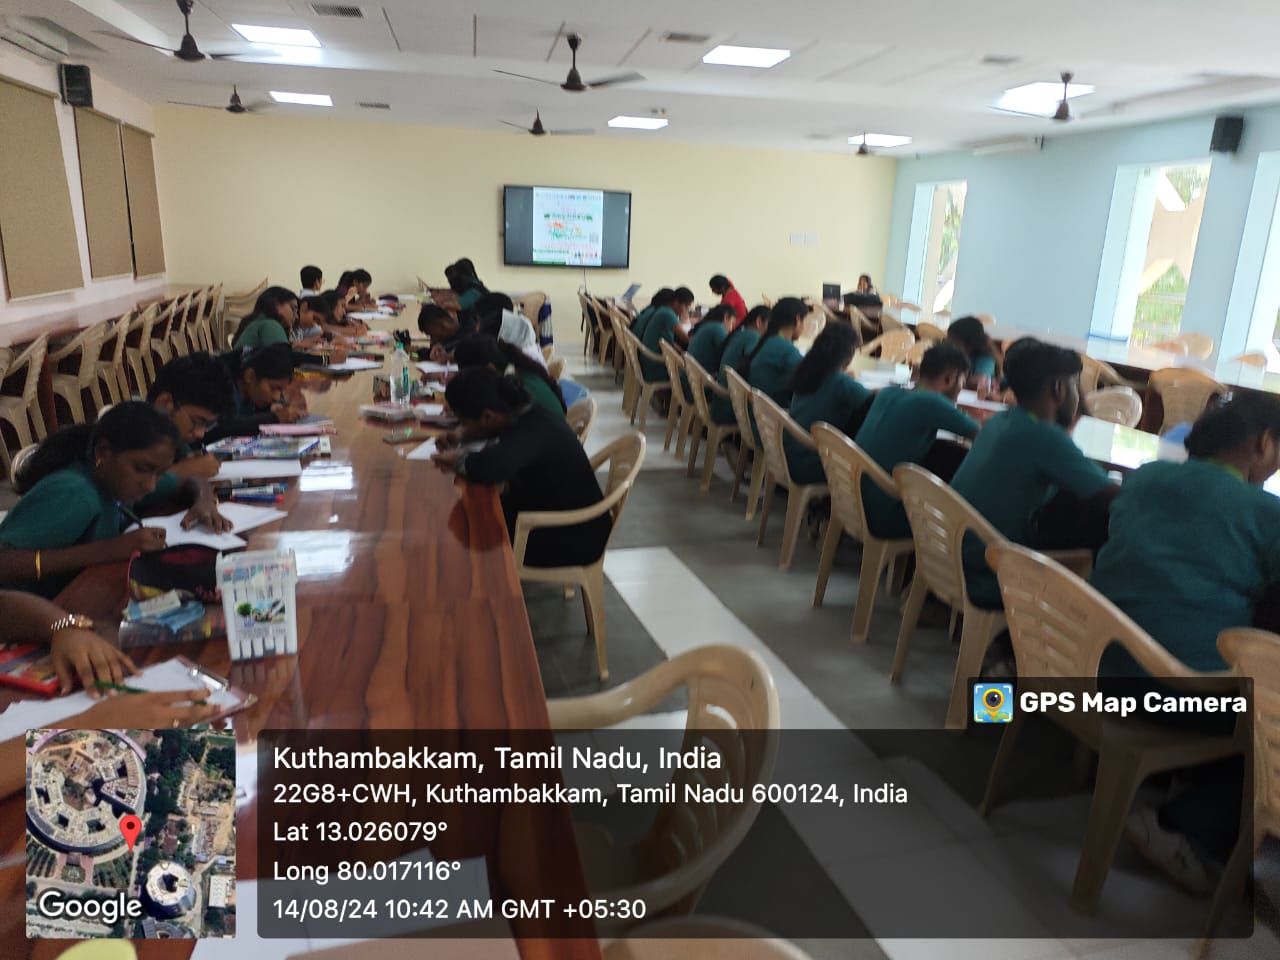 GPS Map Camera
Kuthambakkam, Tamil Nadu, India
22G8+CWH, Kuthambakkam, Tamil Nadu 600124, India
Lat 13.026079°
Long 80.017116°
14/08/24 10:42 AM GMT +05:30
Google